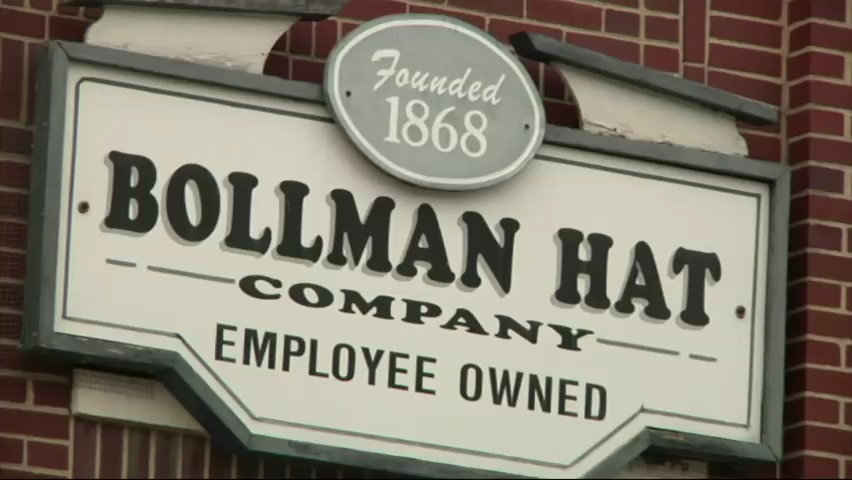 Founded
1868
BOLLMAN HAT
COMPANY
EMPLOYEE OWNED